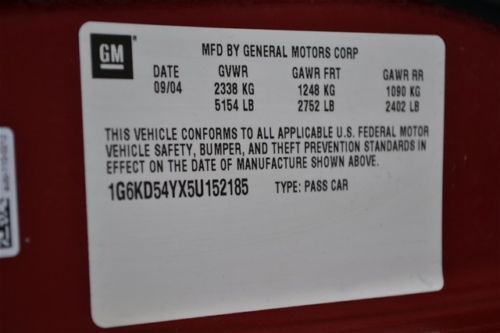 GM
MFD BY GENERAL MOTORS CORP
DATE GVWR GAWR FRT GAWR RR
09/04 2338 KG 1248 KG 1090 KG
5154 LB 2752 LB 2402 LB
THIS VEHICLE CONFORMS TO ALL APPLICABLE U.S. FEDERAL MOTOR
VEHICLE SAFETY, BUMPER, AND THEFT PREVENTION STANDARDS IN
EFFECT ON THE DATE OF MANUFACTURE SHOWN ABOVE.
1G6KD54YX5U152185 TYPE: PASS CAR